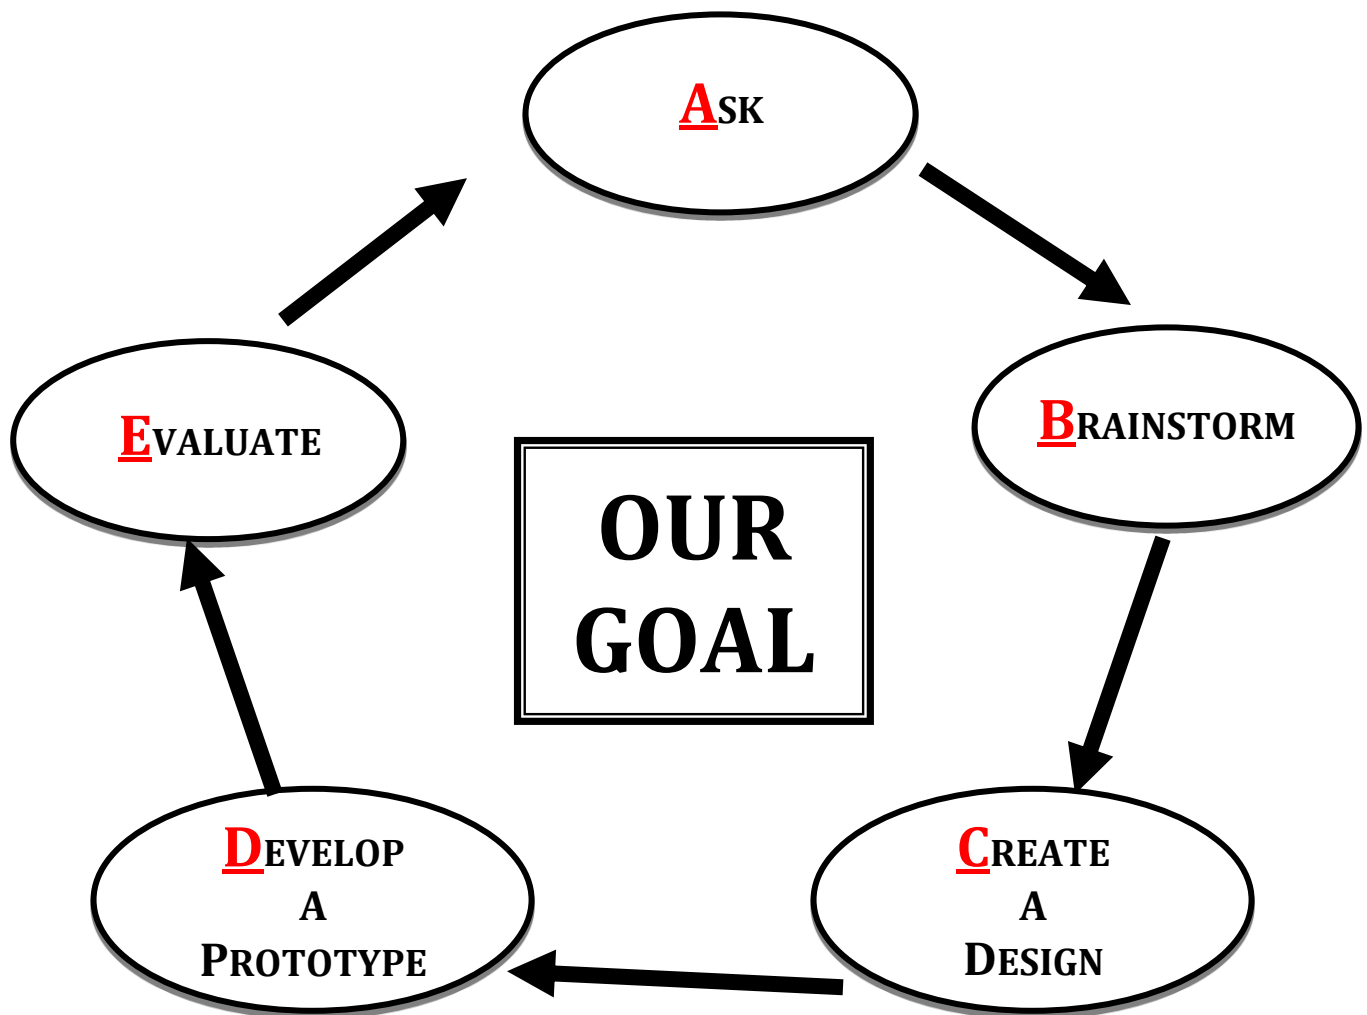 ASK
BRAINSTORM
CREATE
A
DESIGN
DEVELOP
A
PROTOTYPE
EVALUATE
OUR
GOAL